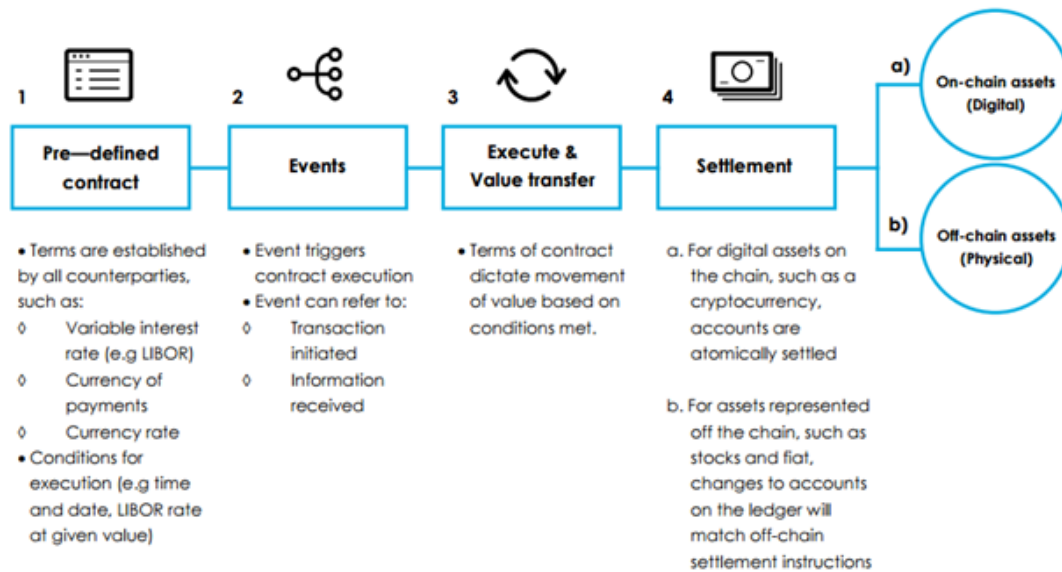 1
Pre—defined
contract
• Terms are established
by all counterparties,
such as:
◊ Variable interest
rate (e.g LIBOR)
◊ Currency of
payments
◊ Currency rate
• Conditions for
execution (e.g time
and date, LIBOR rate
at given value)
2
Events
• Event triggers
contract execution
• Event can refer to:
◊ Transaction
initiated
◊ Information
received
3
Execute &
Value transfer
• Terms of contract
dictate movement
of value based on
conditions met.
4
Settlement
a. For digital assets on
the chain, such as a
cryptocurrency,
accounts are
atomically settled
b. For assets represented
off the chain, such as
stocks and fiat,
changes to accounts
on the ledger will
match off-chain
settlement instructions
a)
On-chain assets
(Digital)
b)
Off-chain assets
(Physical)